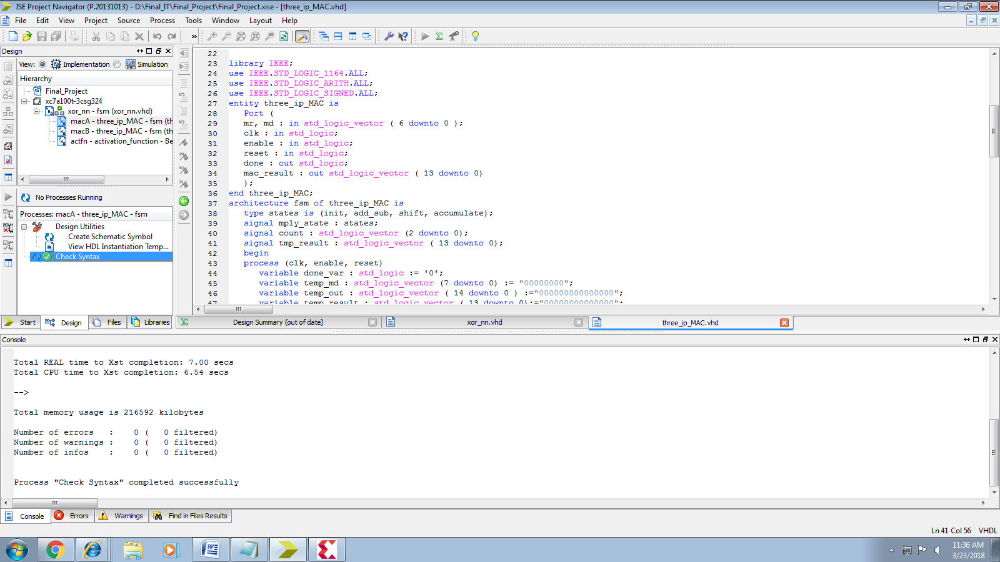 ISE Project Navigator (P.20131013) - D:\Final_IT\Final_Project\Final_Project.xise - [three_ip_MAC.vhd]
File Edit View Project Source Process Tools Window Layout Help
Design
View: Implementation Simulation
Hierarchy
Final_Project
xc7a100t-3csg324
xor_nn - fsm (xor_nn.vhd)
macA - three_ip_MAC - fsm (th
macB - three_ip_MAC - fsm (th
actfn - activation_function - Be
No Processes Running
Processes: macA - three_ip_MAC - fsm
Design Utilities
Create Schematic Symbol
View HDL Instantiation Temp...
Check Syntax
Start Design Files Libraries
22
23 library IEEE;
24 use IEEE.STD_LOGIC_1164.ALL;
25 use IEEE.STD_LOGIC_ARITH.ALL;
26 use IEEE.STD_LOGIC_SIGNED.ALL;
27 entity three_ip_MAC is
28 Port (
29 mr, md : in std_logic_vector ( 6 downto 0 );
30 clk : in std_logic;
31 enable : in std_logic;
32 reset : in std_logic;
33 done : out std_logic;
34 mac_result : out std_logic_vector ( 13 downto 0)
35 );
36 end three_ip_MAC;
37 architecture fsm of three_ip_MAC is
38 type states is (init, add_sub, shift, accumulate);
39 signal mply_state : states;
40 signal count : std_logic_vector (2 downto 0);
41 signal tmp_result : std_logic_vector ( 13 downto 0);
42 begin
43 process (clk, enable, reset)
44 variable done_var : std_logic := '0';
45 variable temp_md : std_logic_vector (7 downto 0) := "00000000";
46 variable temp_out : std_logic_vector ( 14 downto 0 ) :="000000000000000";
47 variable temp_result : std_logic_vector ( 13 downto 0):="00000000000000";
Design Summary (out of date) xor_nn.vhd three_ip_MAC.vhd
Console
Total REAL time to Xst completion: 7.00 secs
Total CPU time to Xst completion: 6.54 secs
-->
Total memory usage is 216592 kilobytes
Number of errors : 0 ( 0 filtered)
Number of warnings : 0 ( 0 filtered)
Number of infos : 0 ( 0 filtered)
Process "Check Syntax" completed successfully
Console Errors Warnings Find in Files Results
Ln 41 Col 56 VHDL
11:36 AM
3/23/2018